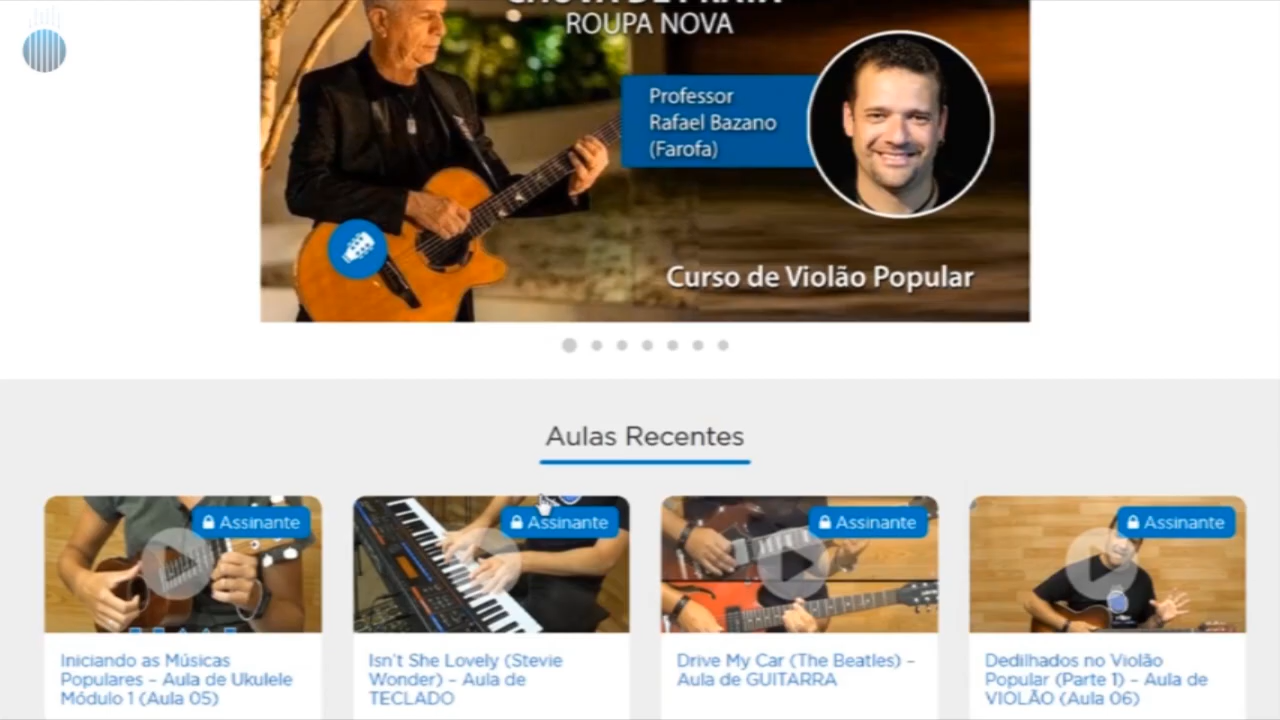 ROUPA NOVA
Professor
Rafael Bazano
(Farofa)
Curso de Violão Popular
Aulas Recentes
Assinante
Assinante
Assinante
Assinante
Iniciando as Músicas
Populares - Aula de Ukulele
Módulo 1 (Aula 05)
Isn't She Lovely (Stevie
Wonder) - Aula de
TECLADO
Drive My Car (The Beatles) -
Aula de GUITARRA
Dedilhados no Violão
Popular (Parte 1) - Aula de
VIOLÃO (Aula 06)